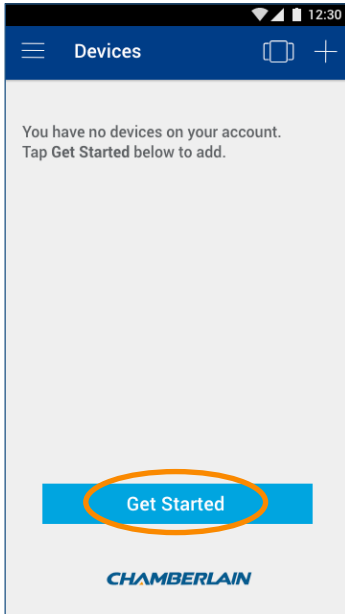 12:30
Devices
You have no devices on your account.
Tap Get Started below to add.
Get Started
CHAMBERLAIN